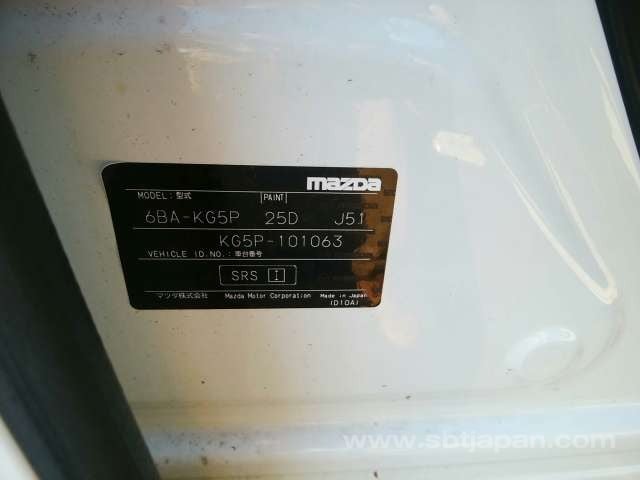 mazda
MODEL: 型式 [PAINT]
6BA-KG5P 25D J51
KG5P-101063
VEHICLE ID.NO.: 車台番号
SRS I
マツダ株式会社 Mazda Motor Corporation Made in Japan
(D10A)
www.sbtjapan.com